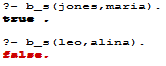 ?- b_s(jones,maria).
true .
?- b_s(leo,alina).
false.